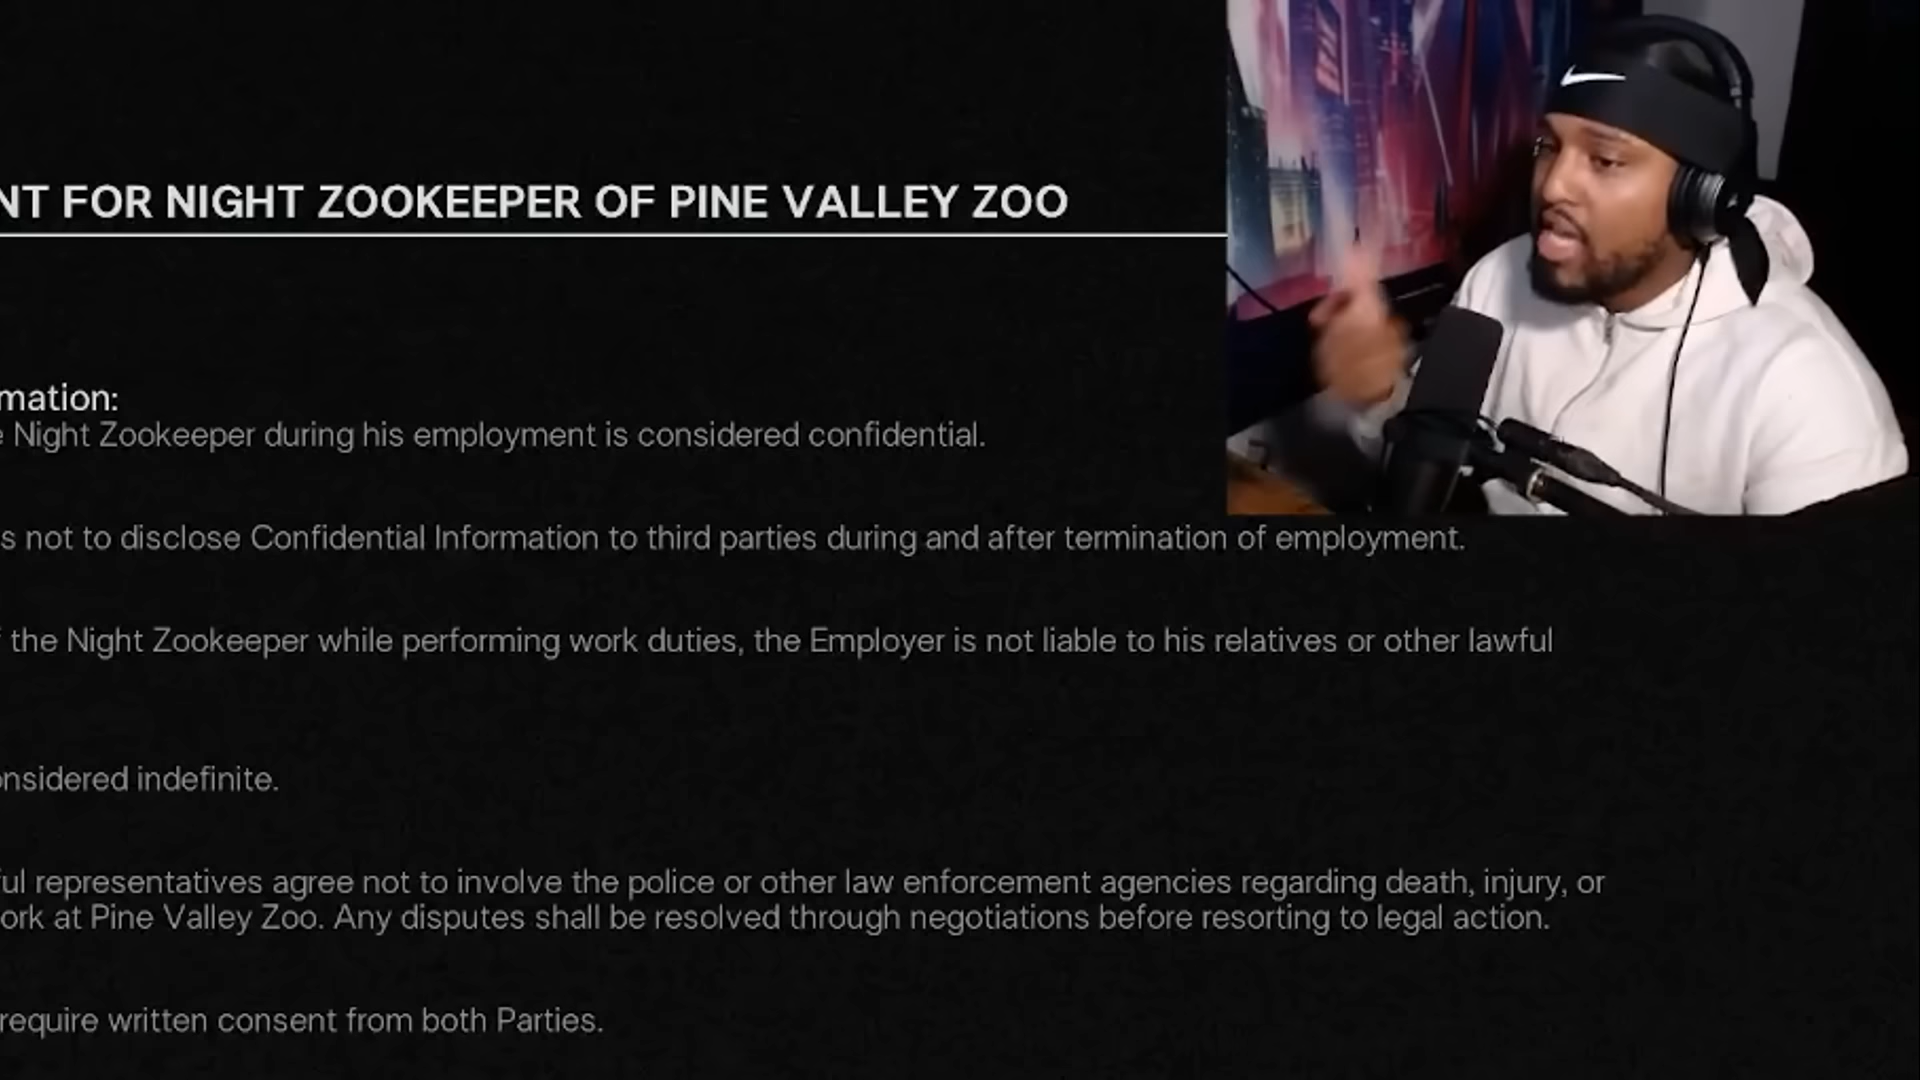 NT FOR NIGHT ZOOKEEPER OF PINE VALLEY ZOO
mation:
e Night Zookeeper during his employment is considered confidential.
s not to disclose Confidential Information to third parties during and after termination of employment.
f the Night Zookeeper while performing work duties, the Employer is not liable to his relatives or other lawful
onsidered indefinite.
ful representatives agree not to involve the police or other law enforcement agencies regarding death, injury, or
ork at Pine Valley Zoo. Any disputes shall be resolved through negotiations before resorting to legal action.
require written consent from both Parties.